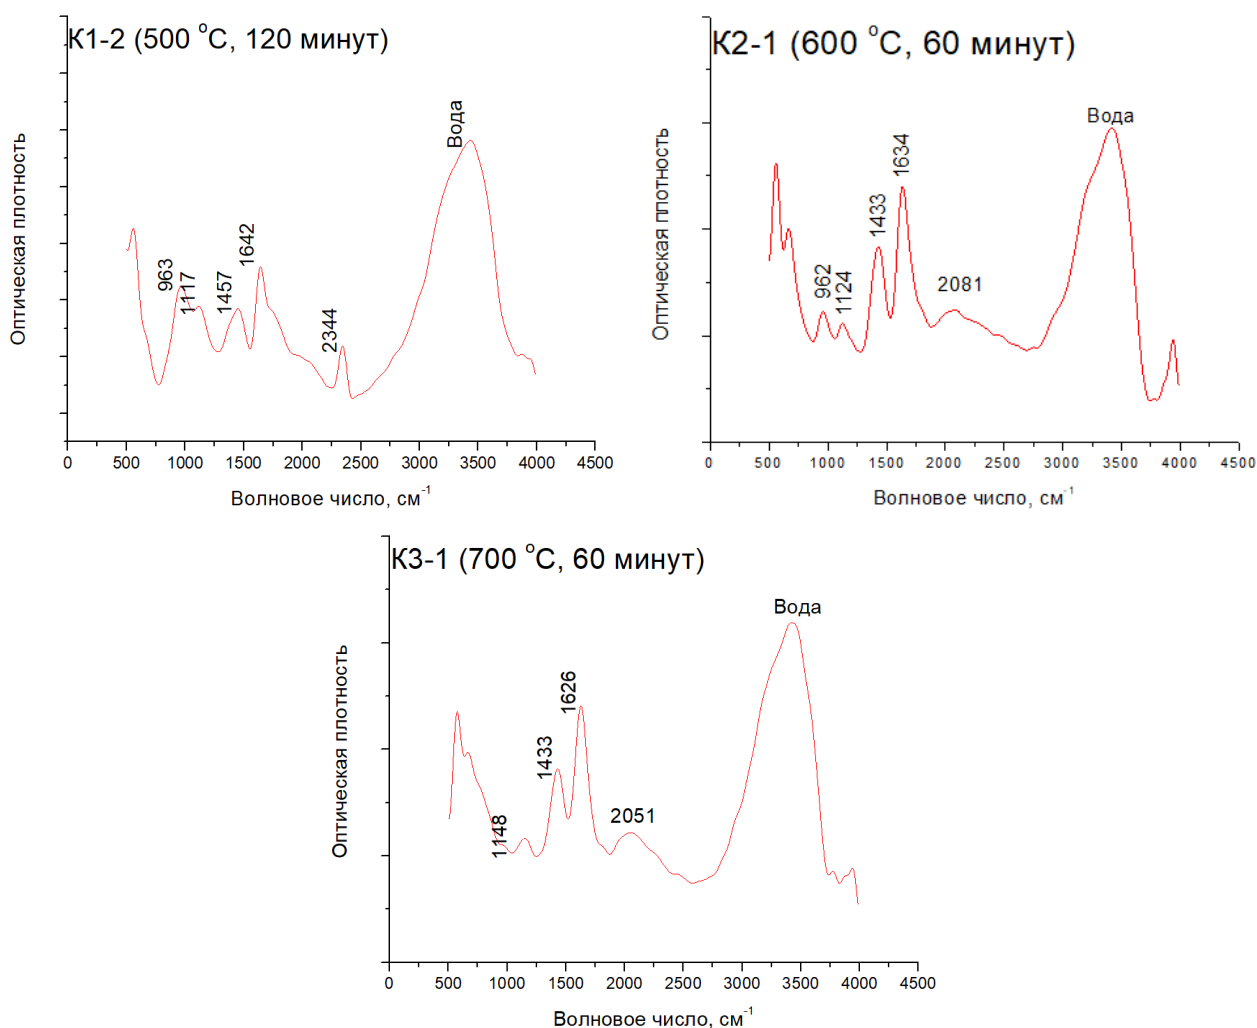 К1-2 (500 °C, 120 минут)
Оптическая плотность
963
1117
1457
1642
2344
Вода
0 500 1000 1500 2000 2500 3000 3500 4000 4500
Волновое число, см⁻¹
К2-1 (600 °C, 60 минут)
Оптическая плотность
962
1124
1433
1634
2081
Вода
0 500 1000 1500 2000 2500 3000 3500 4000 4500
Волновое число, см⁻¹
К3-1 (700 °C, 60 минут)
Оптическая плотность
1148
1433
1626
2051
Вода
0 500 1000 1500 2000 2500 3000 3500 4000 4500
Волновое число, см⁻¹